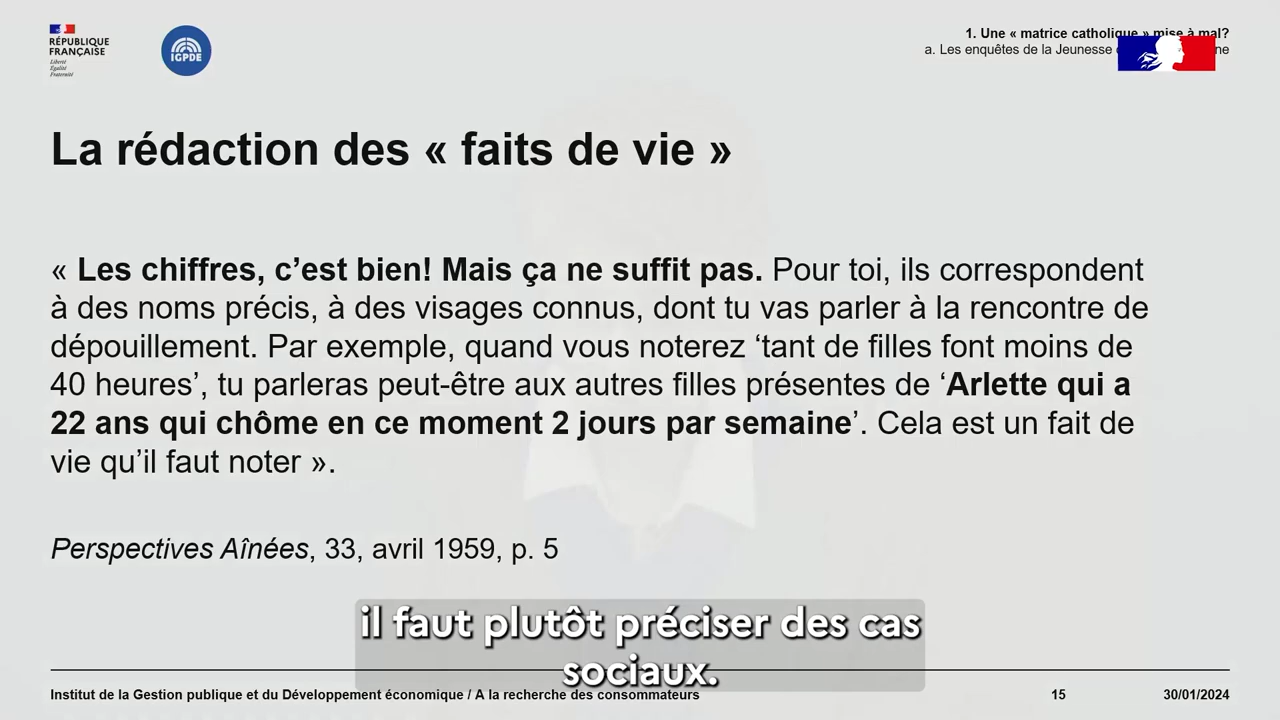 RÉPUBLIQUE
FRANÇAISE
Liberté
Égalité
Fraternité
IGPDE
1. Une « matrice catholique » mise à mal?
a. Les enquêtes de la Jeunesse ne
La rédaction des « faits de vie »
« Les chiffres, c’est bien! Mais ça ne suffit pas. Pour toi, ils correspondent
à des noms précis, à des visages connus, dont tu vas parler à la rencontre de
dépouillement. Par exemple, quand vous noterez ‘tant de filles font moins de
40 heures’, tu parleras peut-être aux autres filles présentes de ‘Arlette qui a
22 ans qui chôme en ce moment 2 jours par semaine’. Cela est un fait de
vie qu’il faut noter ».
Perspectives Aînées, 33, avril 1959, p. 5
il faut plutôt préciser des cas
sociaux.
Institut de la Gestion publique et du Développement économique / A la recherche des consommateurs
15
30/01/2024